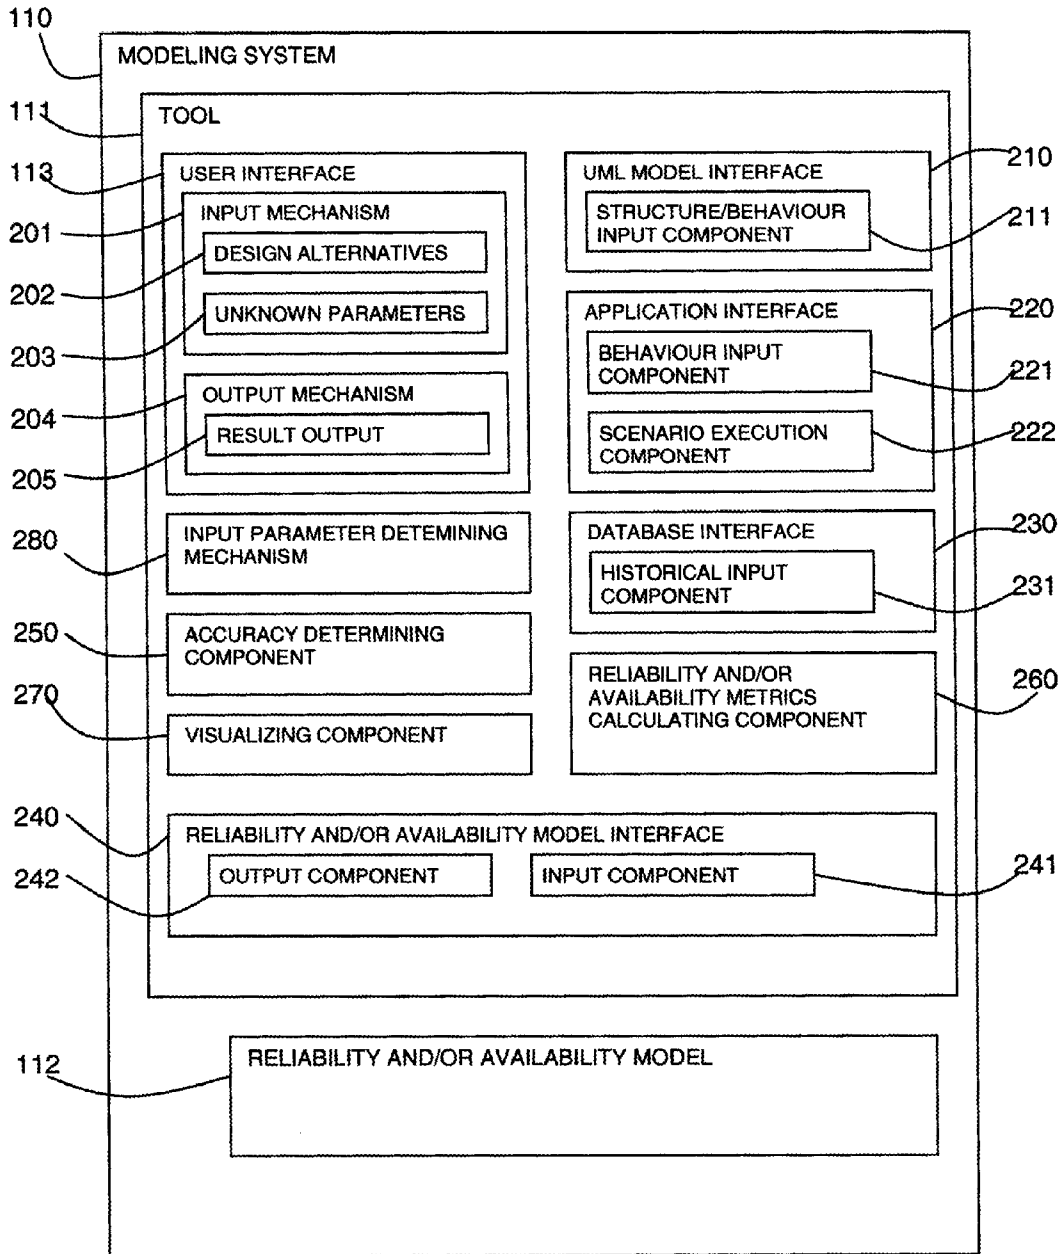 110
MODELING SYSTEM
111
TOOL
113
USER INTERFACE
201
INPUT MECHANISM
202
DESIGN ALTERNATIVES
203
UNKNOWN PARAMETERS
204
OUTPUT MECHANISM
205
RESULT OUTPUT
280
INPUT PARAMETER DETEMINING
MECHANISM
250
ACCURACY DETERMINING
COMPONENT
270
VISUALIZING COMPONENT
UML MODEL INTERFACE
210
STRUCTURE/BEHAVIOUR
INPUT COMPONENT
211
APPLICATION INTERFACE
220
BEHAVIOUR INPUT
COMPONENT
221
SCENARIO EXECUTION
COMPONENT
222
DATABASE INTERFACE
230
HISTORICAL INPUT
COMPONENT
231
RELIABILITY AND/OR
AVAILABILITY METRICS
CALCULATING COMPONENT
260
240
RELIABILITY AND/OR AVAILABILITY MODEL INTERFACE
242
OUTPUT COMPONENT
INPUT COMPONENT
241
112
RELIABILITY AND/OR AVAILABILITY MODEL